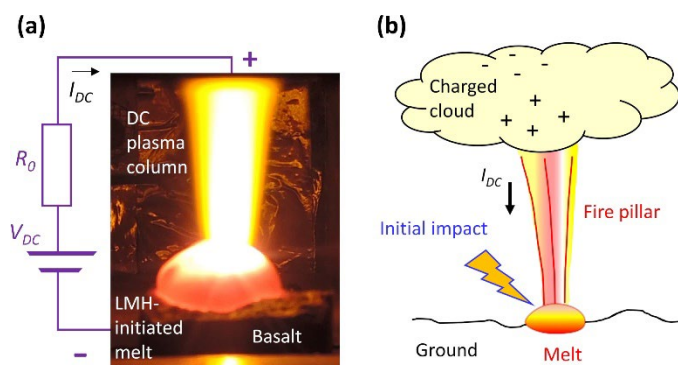 (a)
+
I_DC
DC
plasma
column
R_0
V_DC
LMH-
initiated
melt
Basalt
–
(b)
- - - -
Charged
cloud
+
+ + +
I_DC
Fire pillar
Initial impact
Ground
Melt